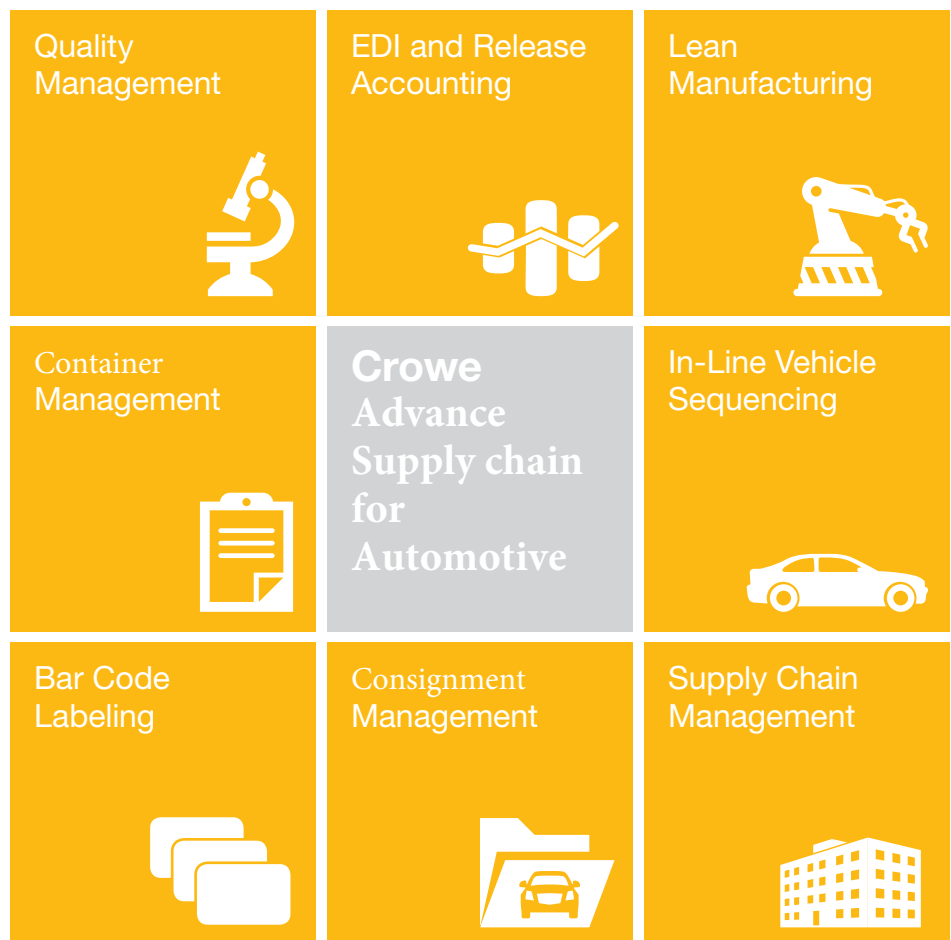 Quality
Management
EDI and Release
Accounting
Lean
Manufacturing
Container
Management
Crowe
Advance
Supply chain
for
Automotive
In-Line Vehicle
Sequencing
Bar Code
Labeling
Consignment
Management
Supply Chain
Management